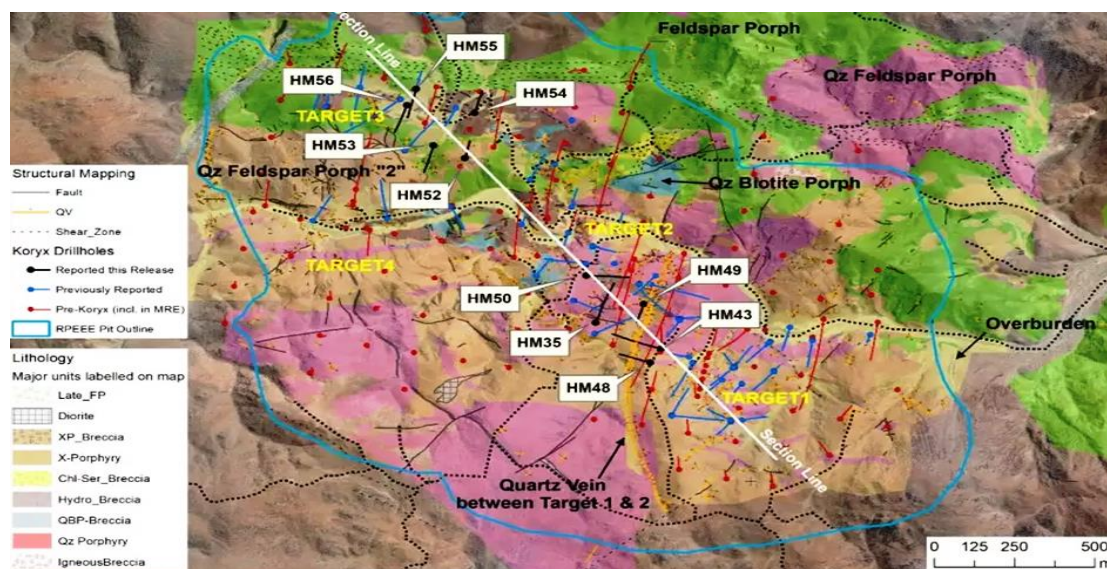 Section Line
HM55
Feldspar Porph
HM56
Qz Feldspar Porph
HM54
TARGET3
HM53
Qz Feldspar Porph "2"
Qz Biotite Porph
HM52
TARGET2
TARGET4
HM49
HM50
HM43
HM35
Overburden
HM48
TARGET1
Section Line
Quartz Vein
between Target 1 & 2
Structural Mapping
Fault
QV
Shear_Zone
Koryx Drillholes
Reported this Release
Previously Reported
Pre-Koryx (incl. in MRE)
RPEEE Pit Outline
Lithology
Major units labelled on map
Late_FP
Diorite
XP_Breccia
X-Porphyry
Chl-Ser_Breccia
Hydro_Breccia
QBP-Breccia
Qz Porphyry
IgneousBreccia
0 125 250 500
m